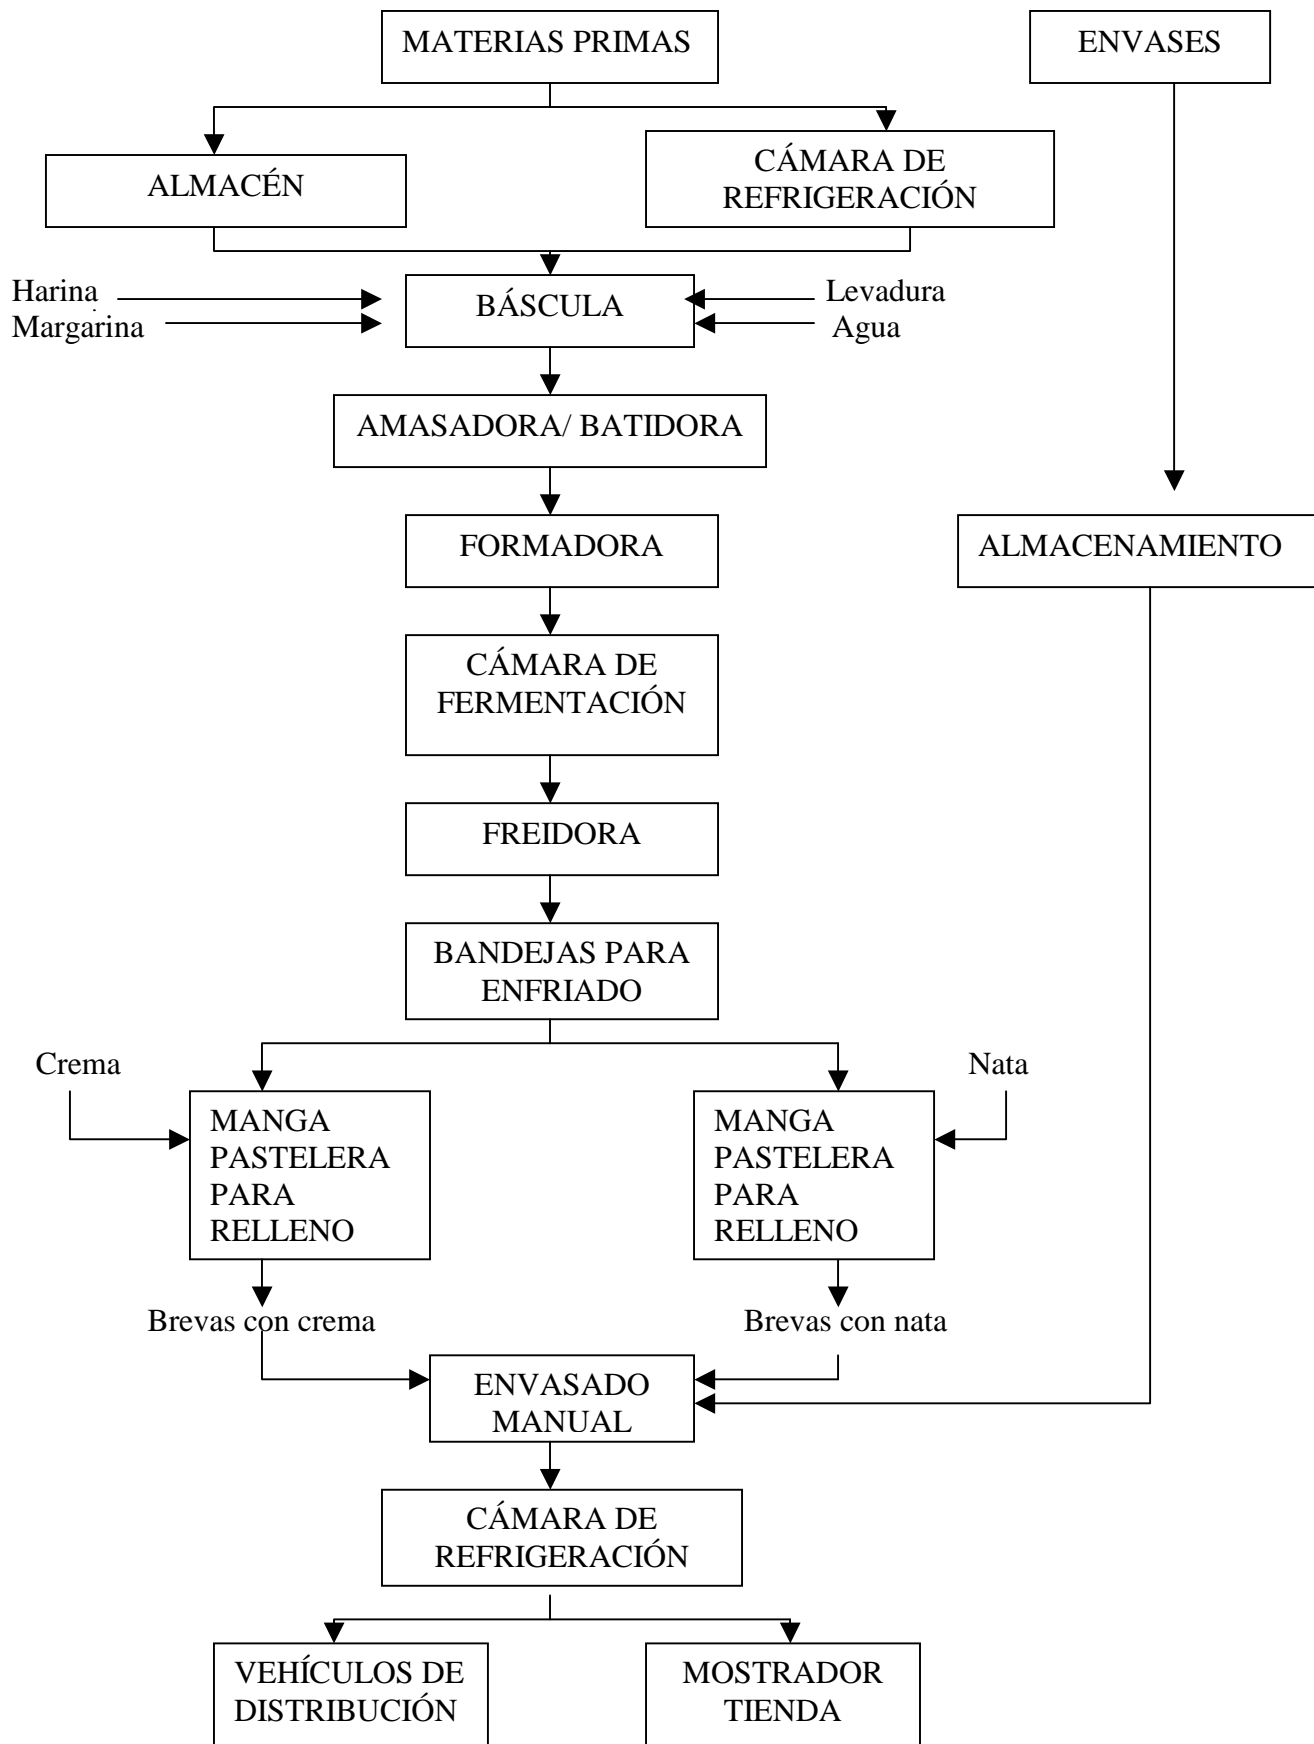 MATERIAS PRIMAS
ENVASES
ALMACÉN
CÁMARA DE
REFRIGERACIÓN
Harina
Margarina
BÁSCULA
Levadura
Agua
AMASADORA/ BATIDORA
FORMADORA
ALMACENAMIENTO
CÁMARA DE
FERMENTACIÓN
FREIDORA
BANDEJAS PARA
ENFRIADO
Crema
Nata
MANGA
PASTELERA
PARA
RELLENO
MANGA
PASTELERA
PARA
RELLENO
Brevas con crema
Brevas con nata
ENVASADO
MANUAL
CÁMARA DE
REFRIGERACIÓN
VEHÍCULOS DE
DISTRIBUCIÓN
MOSTRADOR
TIENDA